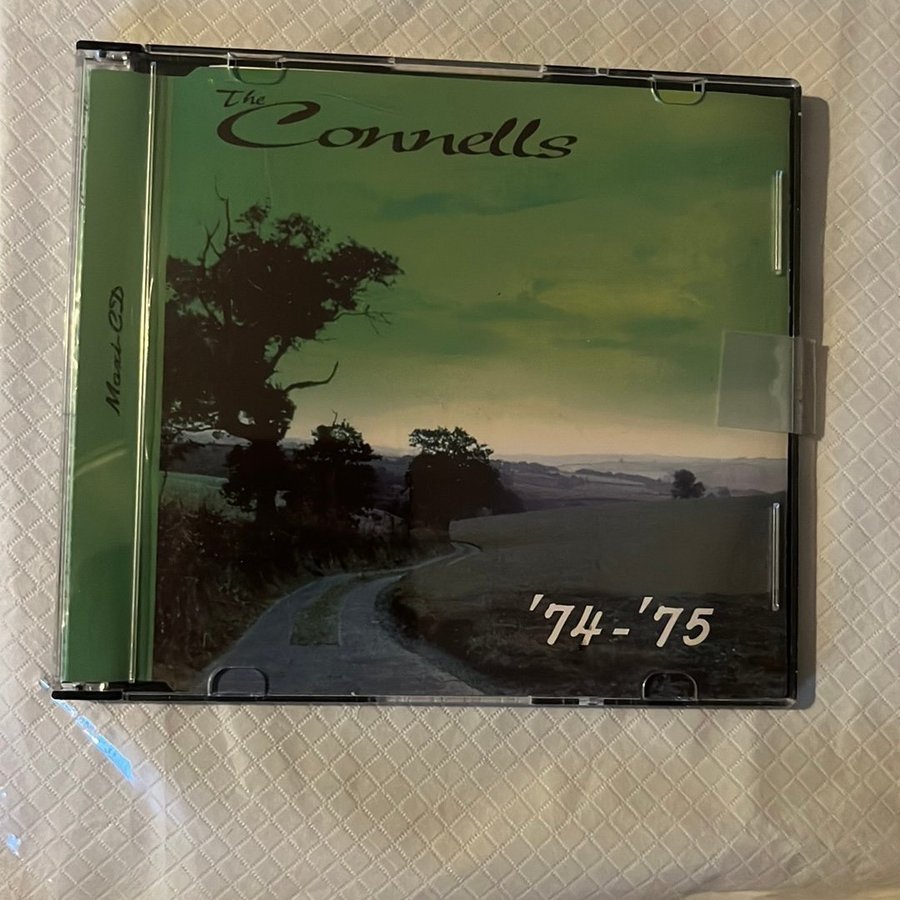 The
Connells
Maxi-CD
'74-'75